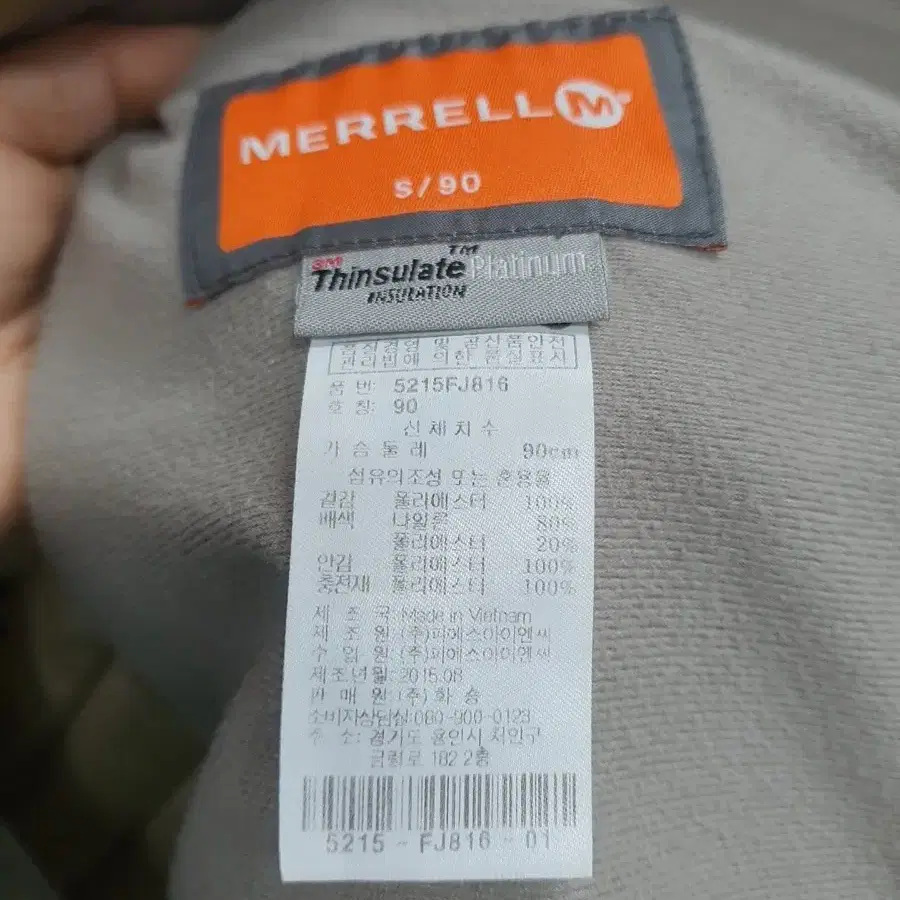 MERRELL M
S/90
3M Thinsulate™ Platinum
INSULATION
품질경영 및 공산품안전
관리법에 의한 품질표시
품 번: 5215FJ816
호 칭: 90
신 체 치 수
가 슴 둘 레 90cm
섬유의조성 또는 혼용율
겉감 폴리에스터 100%
배색 나일론 80%
폴리에스터 20%
안감 폴리에스터 100%
충전재 폴리에스터 100%
제 조 국: Made in Vietnam
제 조 원: (주)피에스아이엔씨
수 입 원: (주)피에스아이엔씨
제조년월: 2015.08
판 매 원: (주) 화 승
소비자상담실:080-900-0123
주 소: 경기도 용인시 처인구
금령로 182 2층
5215 - FJ816 - 01